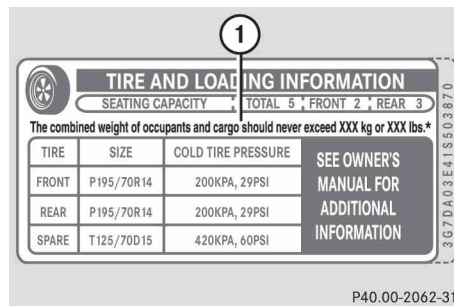 1
TIRE AND LOADING INFORMATION
SEATING CAPACITY TOTAL 5 FRONT 2 REAR 3
The combined weight of occupants and cargo should never exceed XXX kg or XXX lbs.*
TIRE SIZE COLD TIRE PRESSURE SEE OWNER'S MANUAL FOR ADDITIONAL INFORMATION
FRONT P195/70R14 200KPA, 29PSI
REAR P195/70R14 200KPA, 29PSI
SPARE T125/70D15 420KPA, 60PSI
3G7DA03E41S503870
P40.00-2062-31